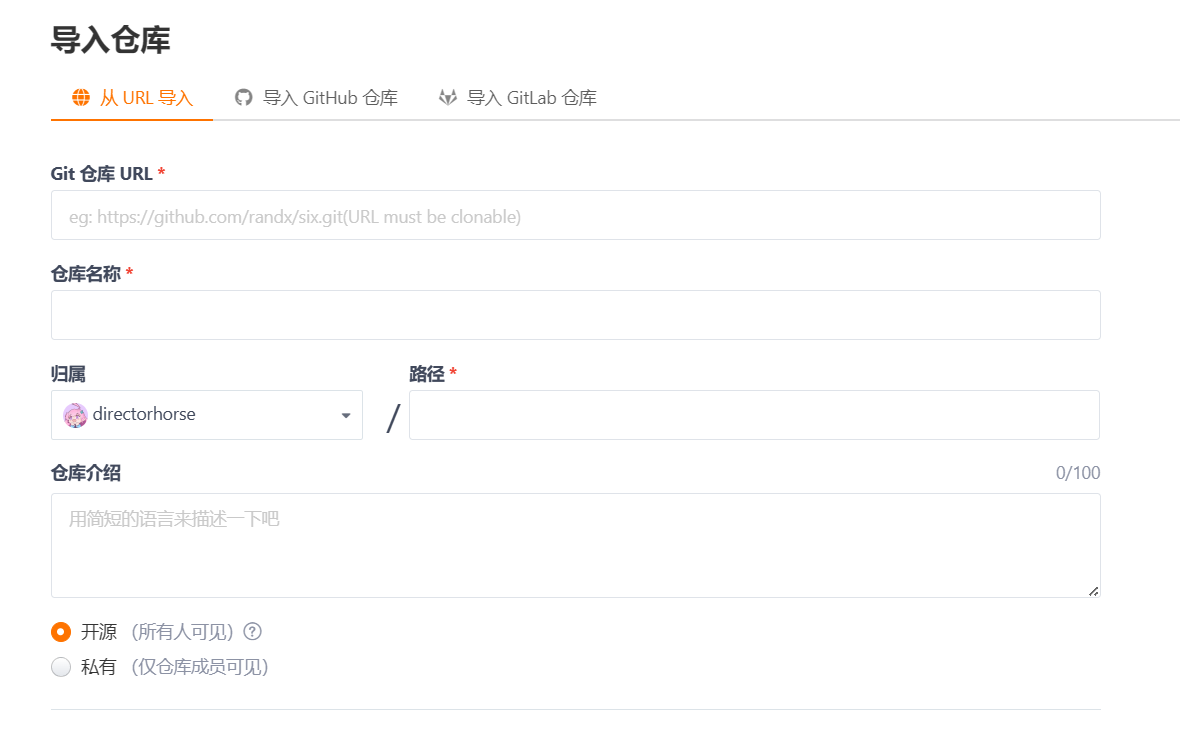 导入仓库
从 URL 导入 导入 GitHub 仓库 导入 GitLab 仓库
Git 仓库 URL *
eg: https://github.com/randx/six.git(URL must be clonable)
仓库名称 *
归属 路径 *
directorhorse /
仓库介绍 0/100
用简短的语言来描述一下吧
开源 (所有人可见) ?
私有 (仅仓库成员可见)